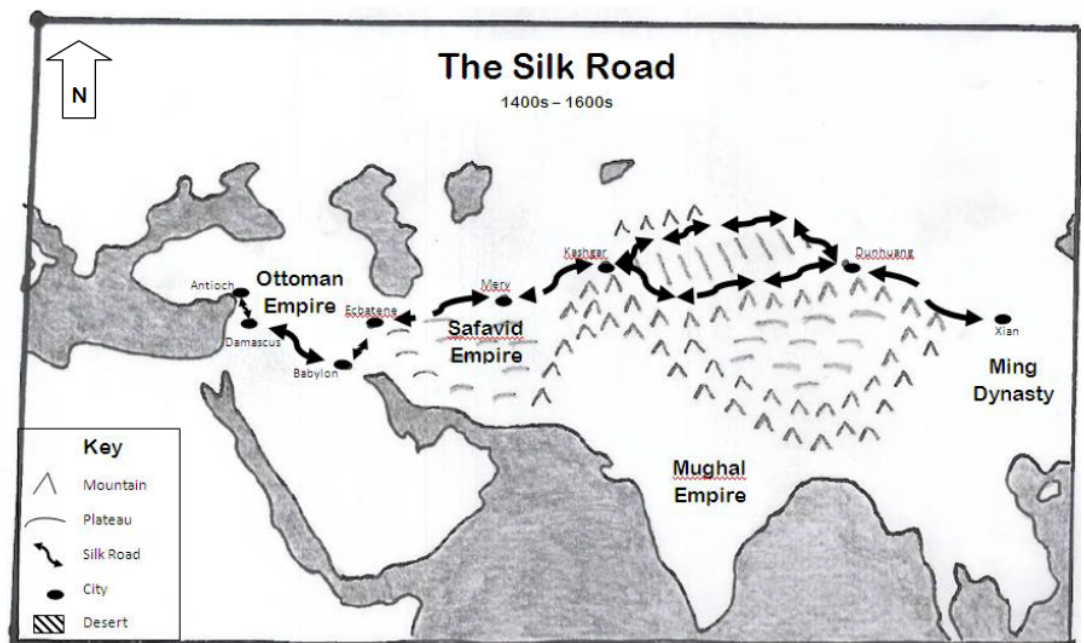 N
The Silk Road
1400s – 1600s
Kashgar
Dunhuang
Antioch
Ottoman
Empire
Merv
Ecbatene
Safavid
Empire
Damascus
Babylon
Xian
Ming
Dynasty
Mughal
Empire
Key
Mountain
Plateau
Silk Road
City
Desert